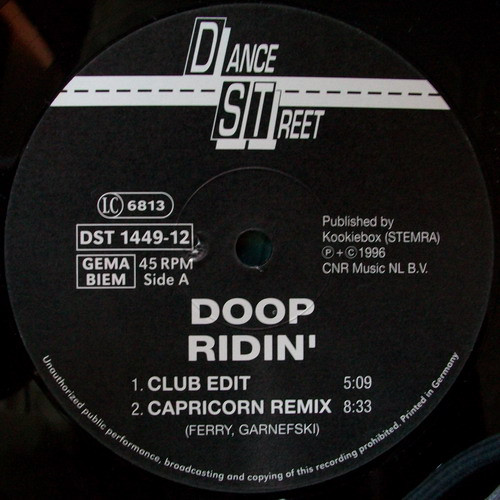 DANCE
STREET
LC 6813
DST 1449-12
GEMA
BIEM
45 RPM
Side A
Published by
Kookiebox (STEMRA)
℗+© 1996
CNR Music NL B.V.
DOOP
RIDIN'
1. CLUB EDIT 5:09
2. CAPRICORN REMIX 8:33
(FERRY, GARNEFSKI)
Unauthorized public performance, broadcasting and copying of this recording prohibited. Printed in Germany